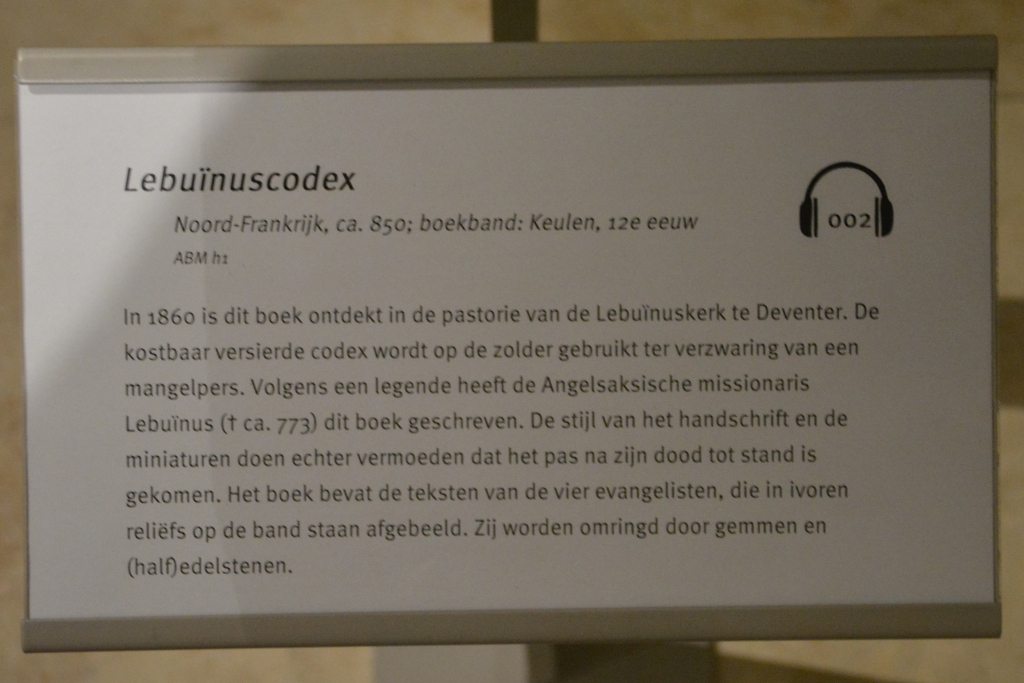 Lebuïnuscodex
Noord-Frankrijk, ca. 850; boekband: Keulen, 12e eeuw
002
ABM h1
In 1860 is dit boek ontdekt in de pastorie van de Lebuïnuskerk te Deventer. De
kostbaar versierde codex wordt op de zolder gebruikt ter verzwaring van een
mangelpers. Volgens een legende heeft de Angelsaksische missionaris
Lebuïnus († ca. 773) dit boek geschreven. De stijl van het handschrift en de
miniaturen doen echter vermoeden dat het pas na zijn dood tot stand is
gekomen. Het boek bevat de teksten van de vier evangelisten, die in ivoren
reliëfs op de band staan afgebeeld. Zij worden omringd door gemmen en
(half)edelstenen.